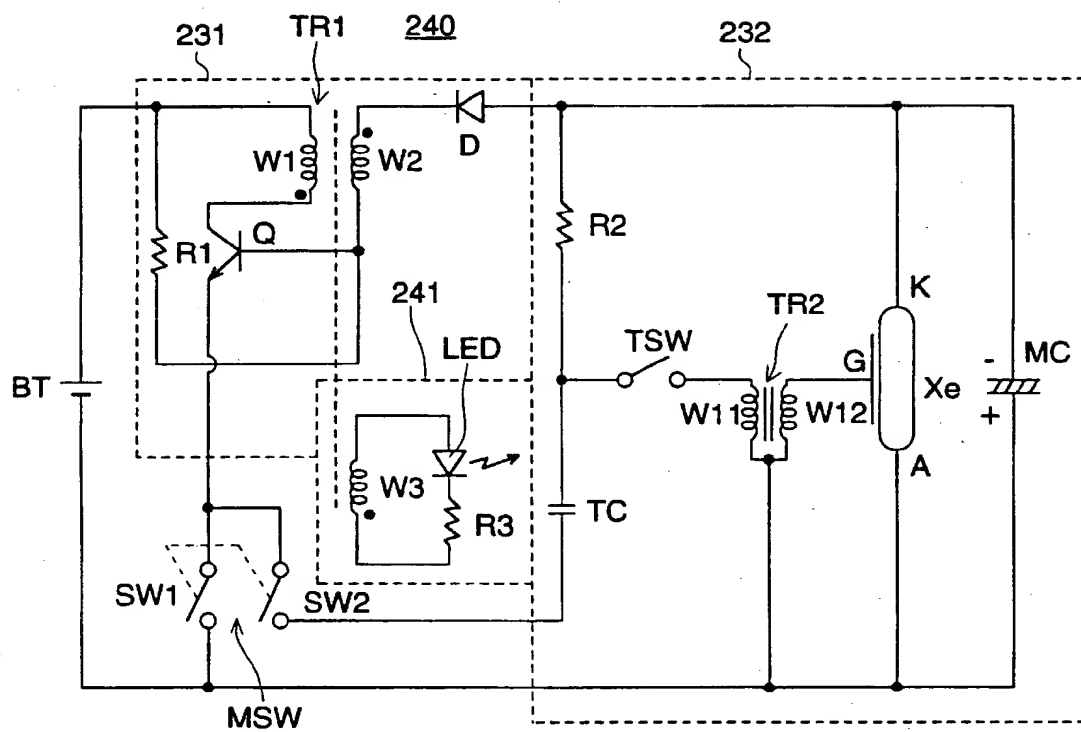 231
TR1
240
232
W1
W2
D
R1
Q
R2
241
LED
TSW
TR2
K
G
Xe
-
MC
+
BT
W11
W12
A
W3
R3
TC
SW1
SW2
MSW